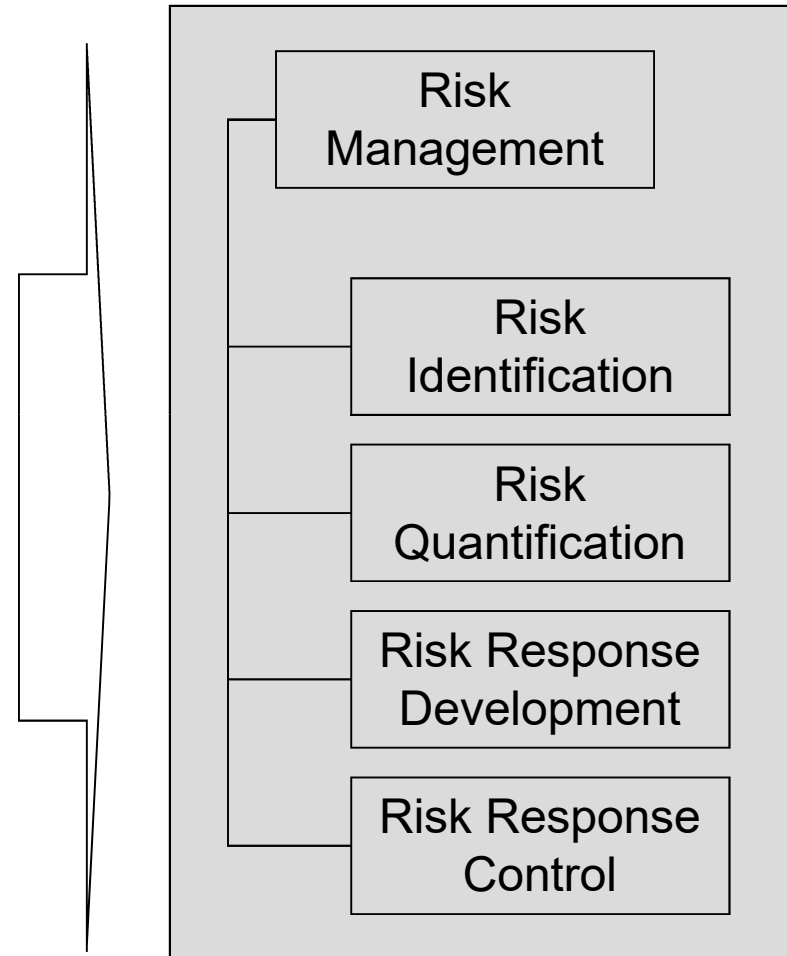 Risk
Management
Risk
Identification
Risk
Quantification
Risk Response
Development
Risk Response
Control